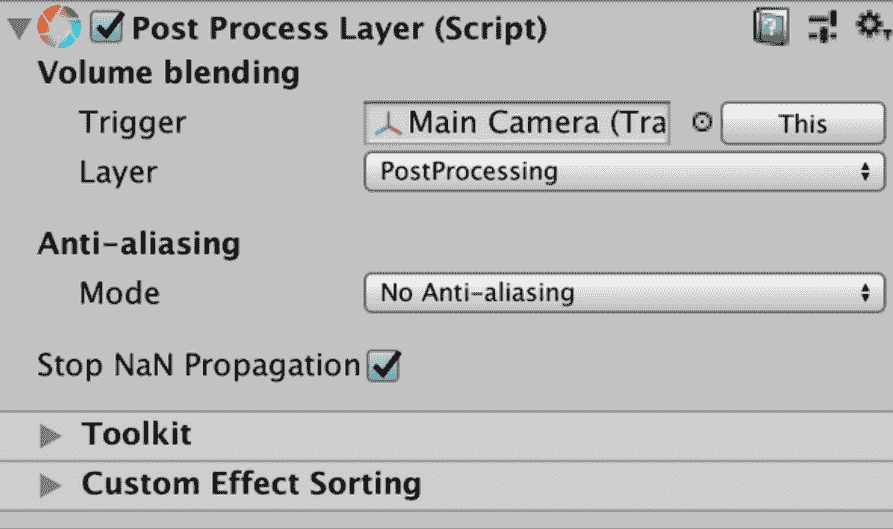 Post Process Layer (Script)
Volume blending
Trigger Main Camera (Tra This
Layer PostProcessing
Anti-aliasing
Mode No Anti-aliasing
Stop NaN Propagation
Toolkit
Custom Effect Sorting